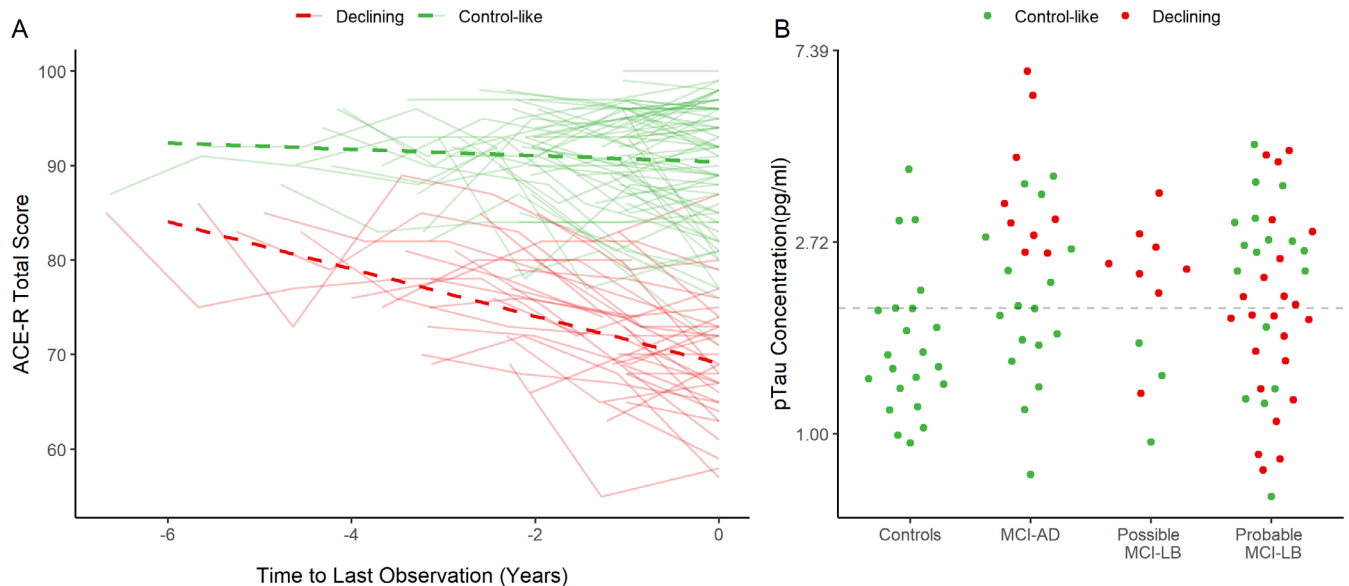 Declining Control-like
A
ACE-R Total Score
100
90
80
70
60
-6 -4 -2 0
Time to Last Observation (Years)
Control-like Declining
B
pTau Concentration(pg/ml)
7.39
2.72
1.00
Controls MCI-AD Possible MCI-LB Probable MCI-LB